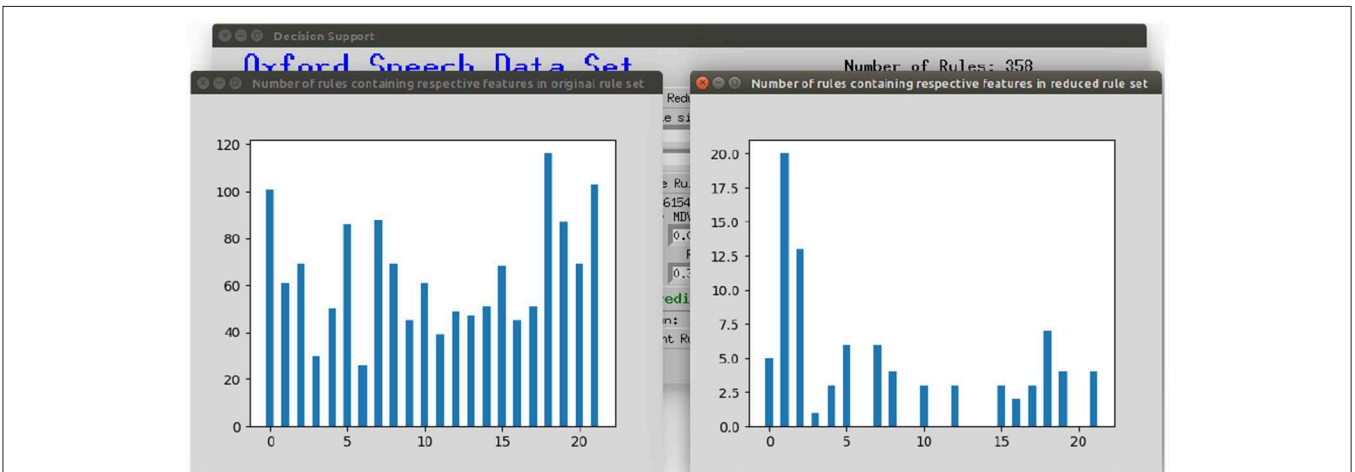 Decision Support
Oxford Speech Data Set
Number of Rules: 358
Number of rules containing respective features in original rule set
120
100
80
60
40
20
0
0 5 10 15 20
Number of rules containing respective features in reduced rule set
20.0
17.5
15.0
12.5
10.0
7.5
5.0
2.5
0.0
0 5 10 15 20
6154